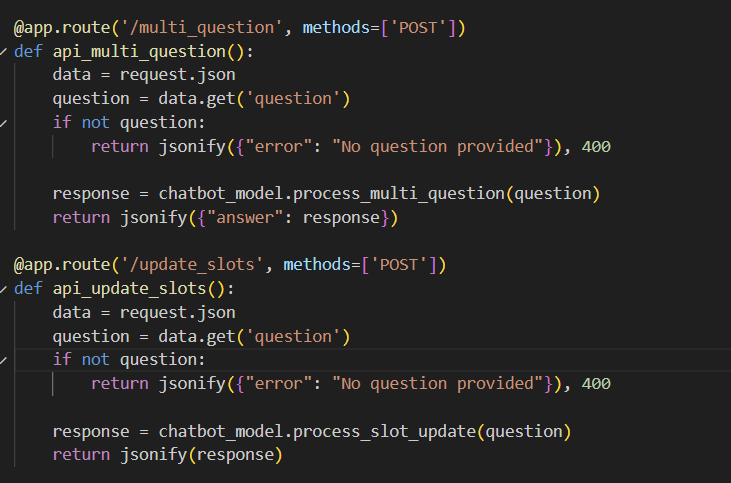 @app.route('/multi_question', methods=['POST'])
def api_multi_question():
    data = request.json
    question = data.get('question')
    if not question:
        return jsonify({"error": "No question provided"}), 400

    response = chatbot_model.process_multi_question(question)
    return jsonify({"answer": response})

@app.route('/update_slots', methods=['POST'])
def api_update_slots():
    data = request.json
    question = data.get('question')
    if not question:
        return jsonify({"error": "No question provided"}), 400

    response = chatbot_model.process_slot_update(question)
    return jsonify(response)